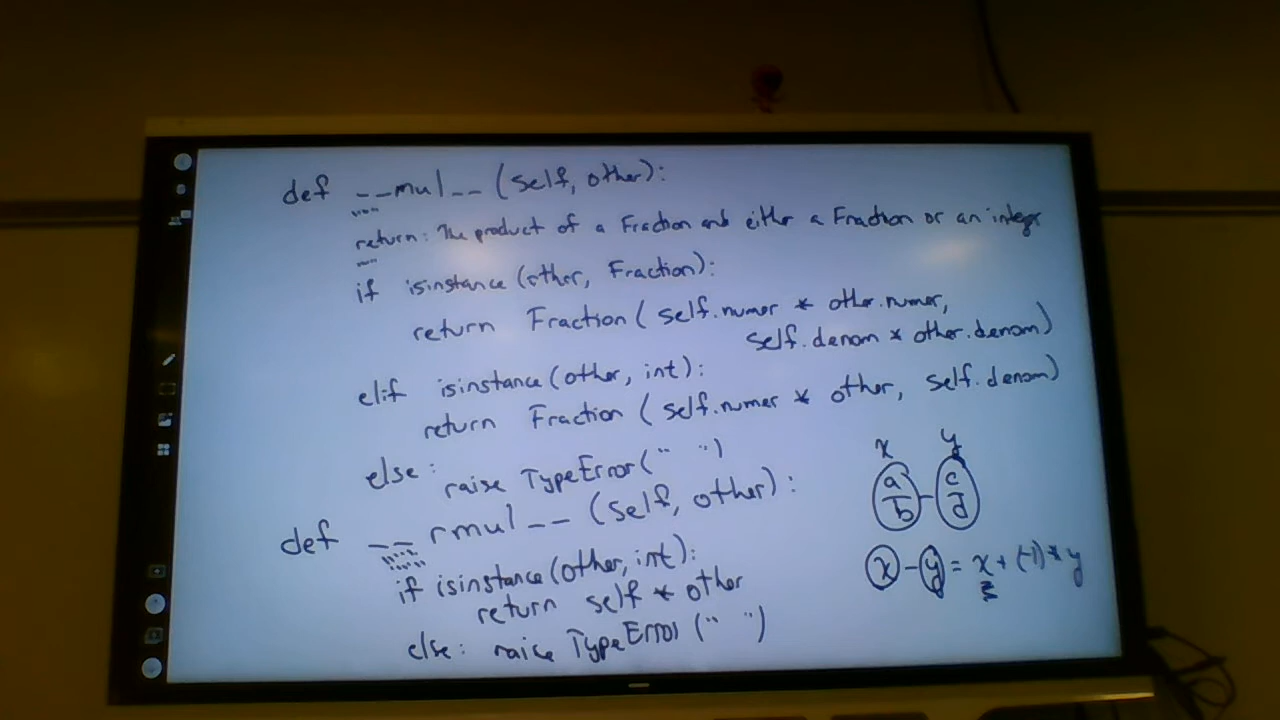 def __mul__ (self, other):
""""
return: The product of a Fraction and either a Fraction or an integer
""""
if isinstance (other, Fraction):
return Fraction ( self.numer * other.numer,
self.denom * other.denom)
elif isinstance (other, int):
return Fraction ( self.numer * other, self.denom)
else: raise TypeError (" ")
def __rmul__ (self, other):
if isinstance (other, int):
return self * other
else: raise TypeError (" ")
x y
a/b - c/d
x - y = x + (-1) * y